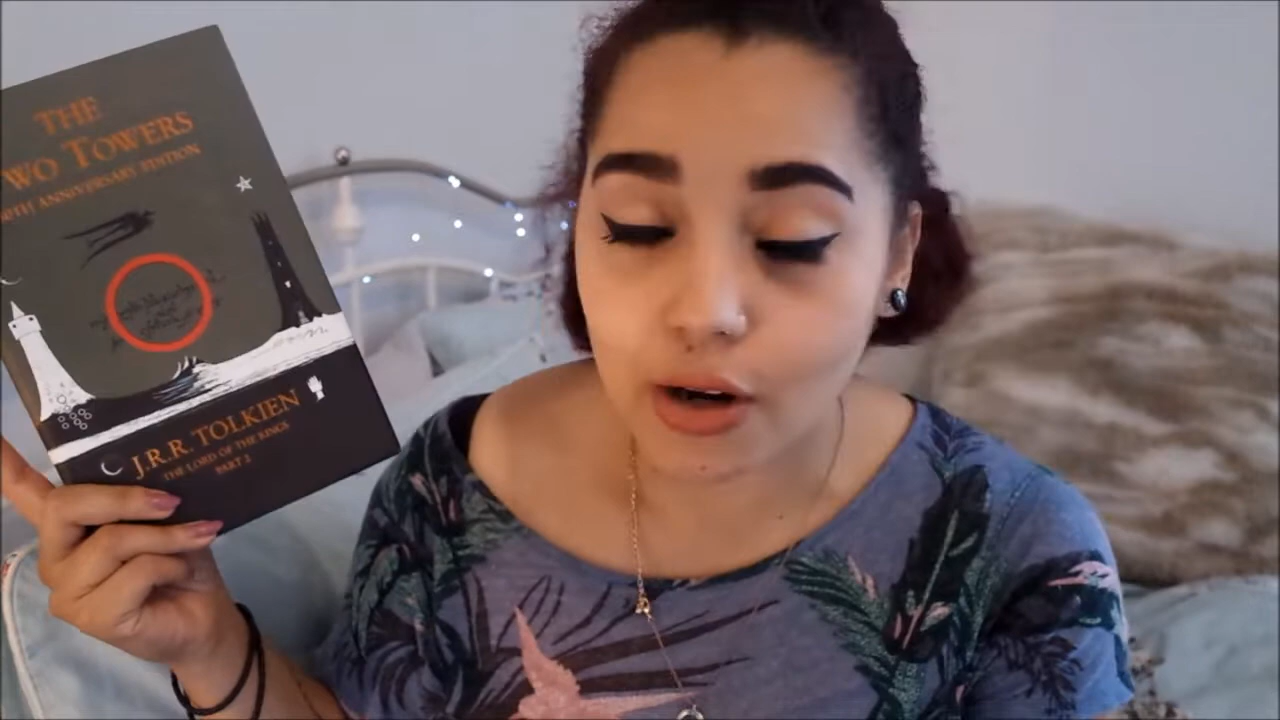 THE
WO TOWERS
ANNIVERSARY EDITION
J.R.R. TOLKIEN
THE LORD OF THE RINGS
PART 2